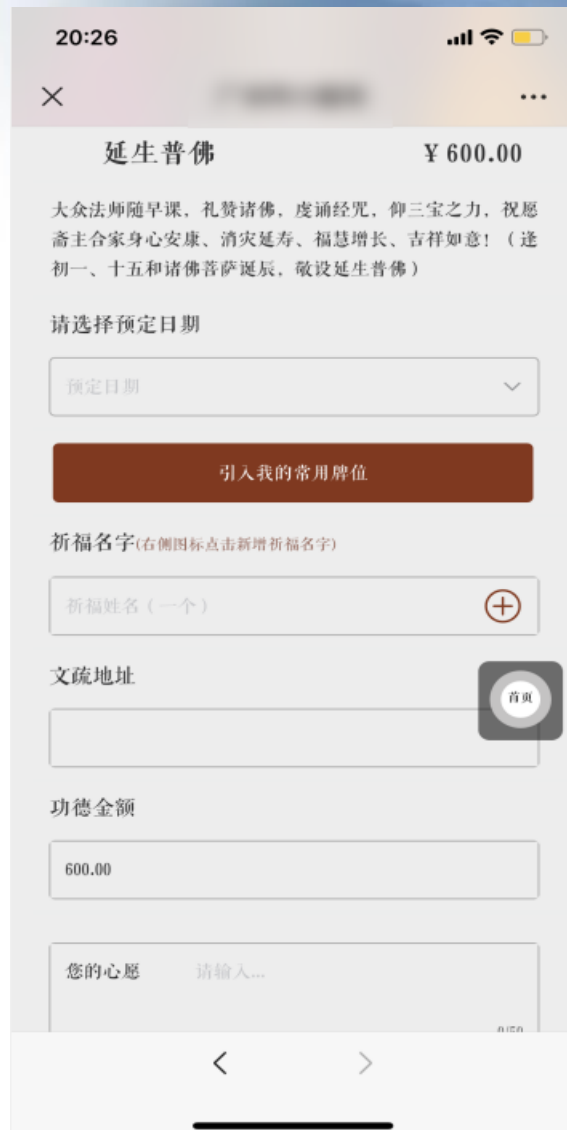 20:26
延生普佛
¥ 600.00
大众法师随早课，礼赞诸佛，虔诵经咒，仰三宝之力，祝愿
斋主合家身心安康、消灾延寿、福慧增长、吉祥如意！（逢
初一、十五和诸佛菩萨诞辰，敬设延生普佛）
请选择预定日期
预定日期
引入我的常用牌位
祈福名字(右侧图标点击新增祈福名字)
祈福姓名（一个）
文疏地址
首页
功德金额
600.00
您的心愿 请输入...
0/50